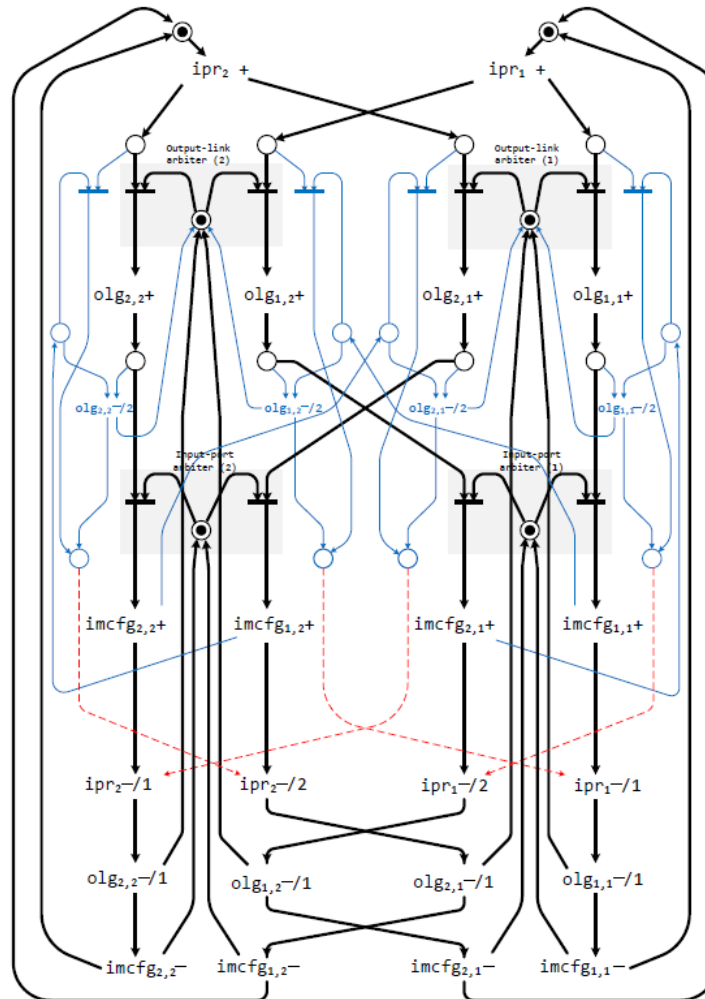 ipr₂ + ipr₁ +
Output-link Output-link
arbiter (2) arbiter (1)
olg₂,₂+ olg₁,₂+ olg₂,₁+ olg₁,₁+
olg₂,₂—/2 olg₁,₂—/2 olg₂,₁—/2 olg₁,₁—/2
Input-port Input-port
arbiter (2) arbiter (1)
imcfg₂,₂+ imcfg₁,₂+ imcfg₂,₁+ imcfg₁,₁+
ipr₂—/1 ipr₂—/2 ipr₁—/2 ipr₁—/1
olg₂,₂—/1 olg₁,₂—/1 olg₂,₁—/1 olg₁,₁—/1
imcfg₂,₂— imcfg₁,₂— imcfg₂,₁— imcfg₁,₁—